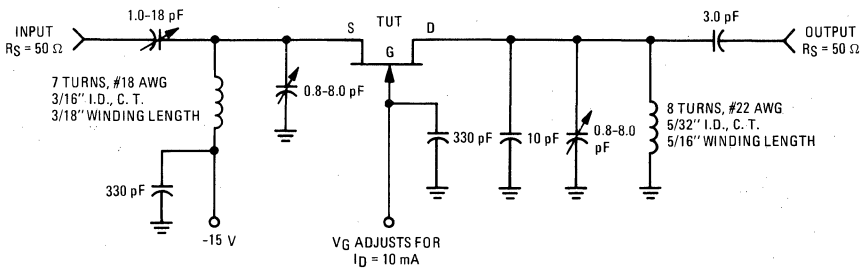 INPUT
RS = 50 Ω
1.0-18 pF
S
TUT
G
D
3.0 pF
OUTPUT
RS = 50 Ω
7 TURNS, #18 AWG
3/16" I.D., C. T.
3/18" WINDING LENGTH
0.8-8.0 pF
330 pF
10 pF
0.8-8.0
pF
8 TURNS, #22 AWG
5/32" I.D., C. T.
5/16" WINDING LENGTH
330 pF
-15 V
VG ADJUSTS FOR
ID = 10 mA